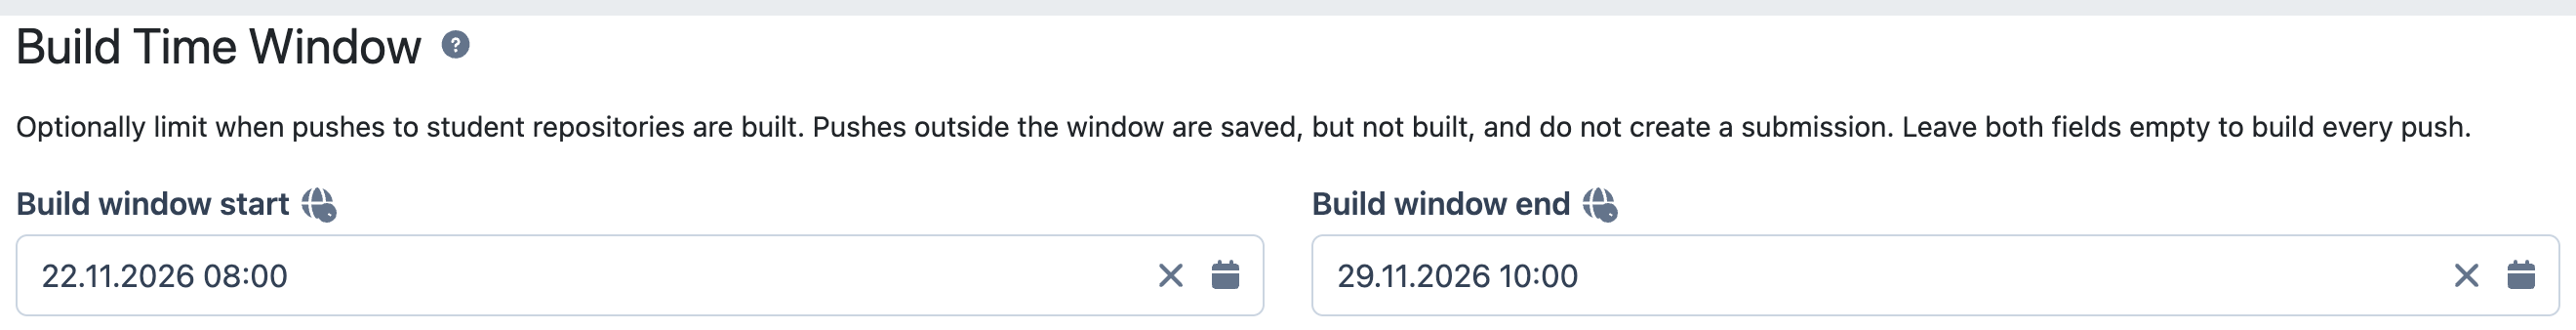 Build Time Window ?
Optionally limit when pushes to student repositories are built. Pushes outside the window are saved, but not built, and do not create a submission. Leave both fields empty to build every push.
Build window start
Build window end
22.11.2026 08:00
29.11.2026 10:00